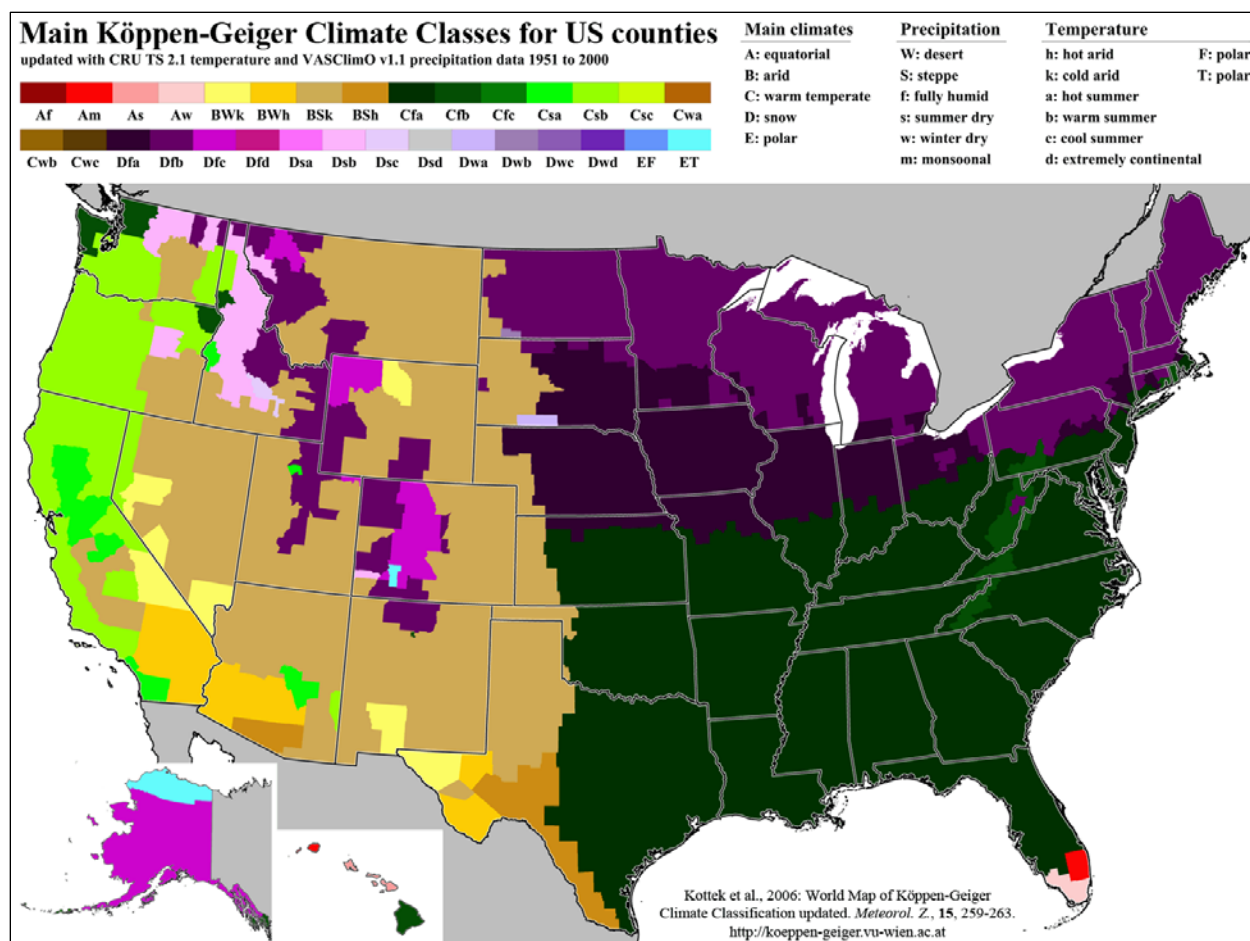 Main Köppen-Geiger Climate Classes for US counties
updated with CRU TS 2.1 temperature and VASClimO v1.1 precipitation data 1951 to 2000
Af Am As Aw BWk BWh BSk BSh Cfa Cfb Cfc Csa Csb Csc Cwa
Cwb Cwc Dfa Dfb Dfc Dfd Dsa Dsb Dsc Dsd Dwa Dwb Dwc Dwd EF ET
Main climates
A: equatorial
B: arid
C: warm temperate
D: snow
E: polar
Precipitation
W: desert
S: steppe
f: fully humid
s: summer dry
w: winter dry
m: monsoonal
Temperature
h: hot arid F: polar
k: cold arid T: polar
a: hot summer
b: warm summer
c: cool summer
d: extremely continental
Kottek et al., 2006: World Map of Köppen-Geiger
Climate Classification updated. Meteorol. Z., 15, 259-263.
http://koeppen-geiger.vu-wien.ac.at